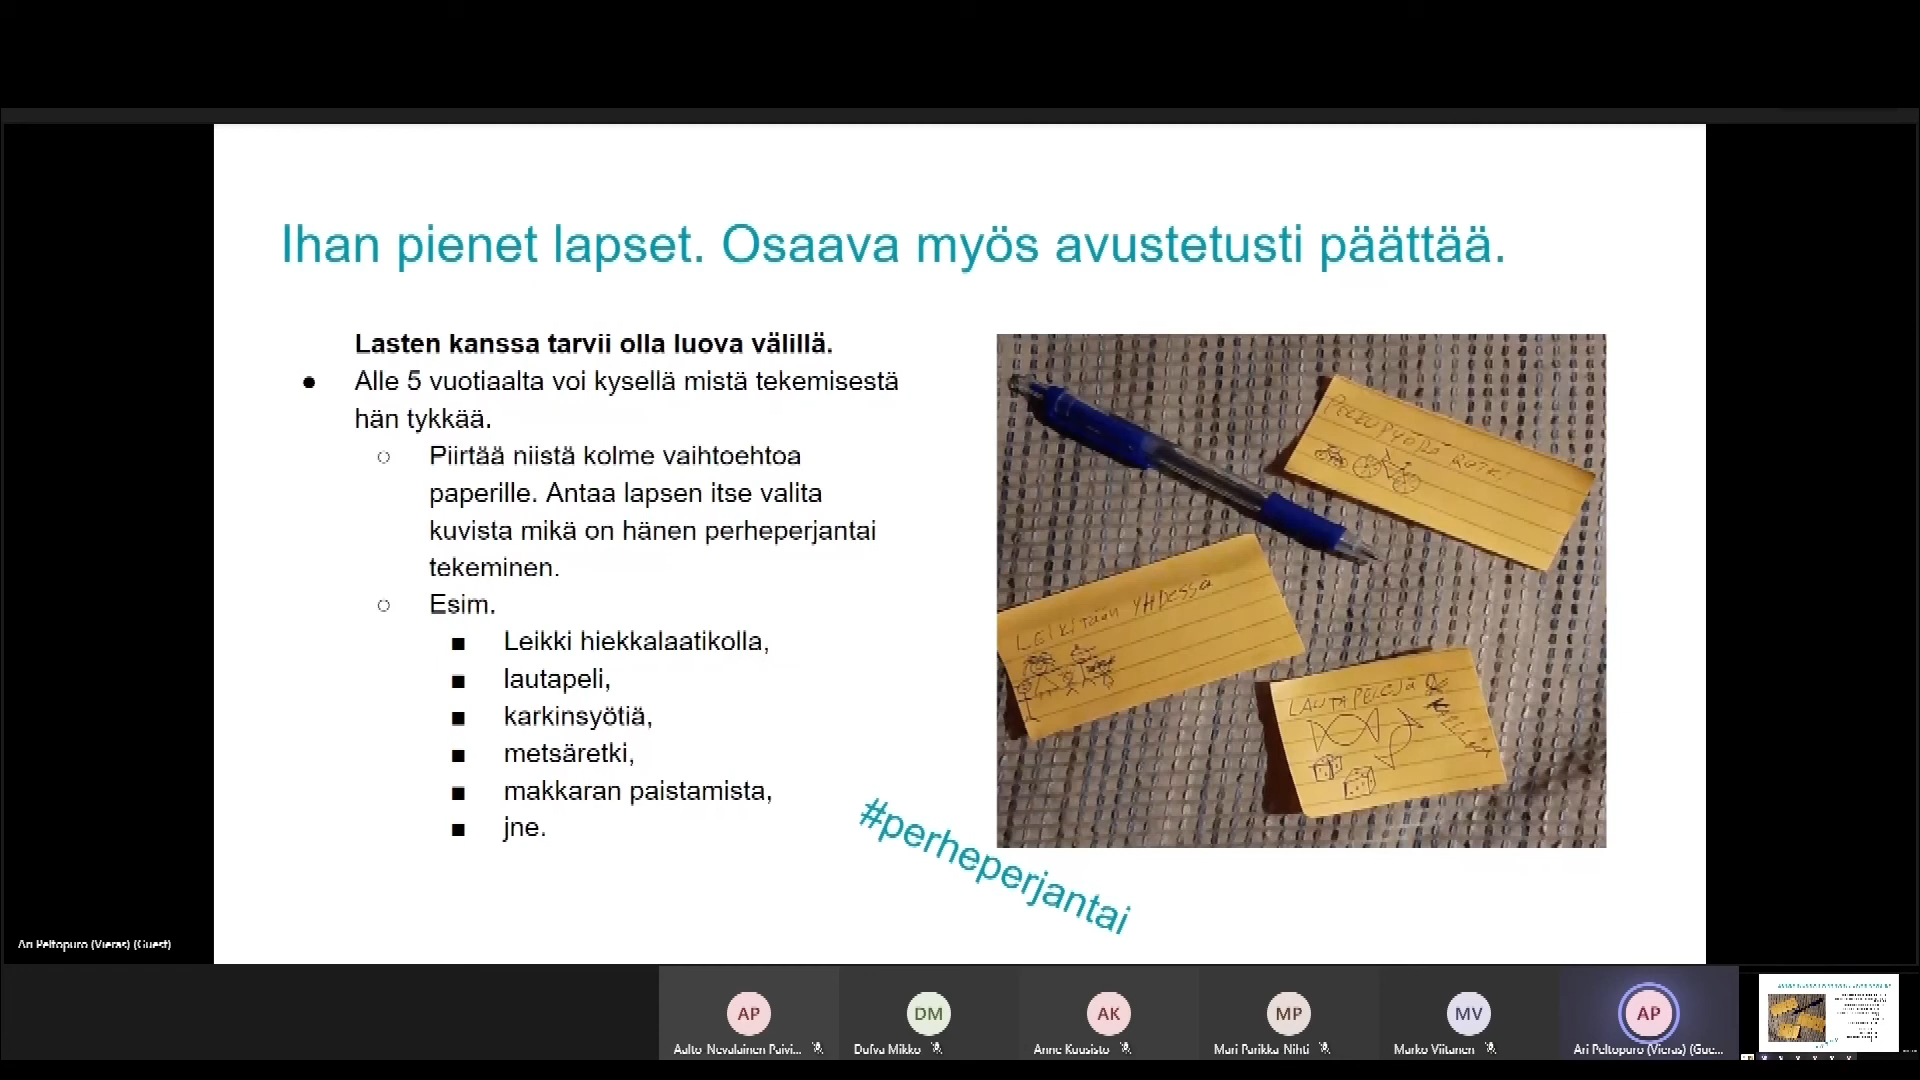 Ihan pienet lapset. Osaava myös avustetusti päättää.
Lasten kanssa tarvii olla luova välillä.
● Alle 5 vuotiaalta voi kysellä mistä tekemisestä
hän tykkää.
○ Piirtää niistä kolme vaihtoehtoa
paperille. Antaa lapsen itse valita
kuvista mikä on hänen perheperjantai
tekeminen.
○ Esim.
■ Leikki hiekkalaatikolla,
■ lautapeli,
■ karkinsyötiä,
■ metsäretki,
■ makkaran paistamista,
■ jne.
#perheperjantai
LEIKITÄÄN YHDESSÄ
LAUTAPELEJÄ &
Ari Peltopuro (Vieras) (Guest)
AP
DM
AK
MP
MV
AP
Aalto-Nevalainen Paivi...
Dufva Mikko
Anne Kuusisto
Mari Parikka-Nihti
Marko Viitanen
Ari Peltopuro (Vieras) (Gue...